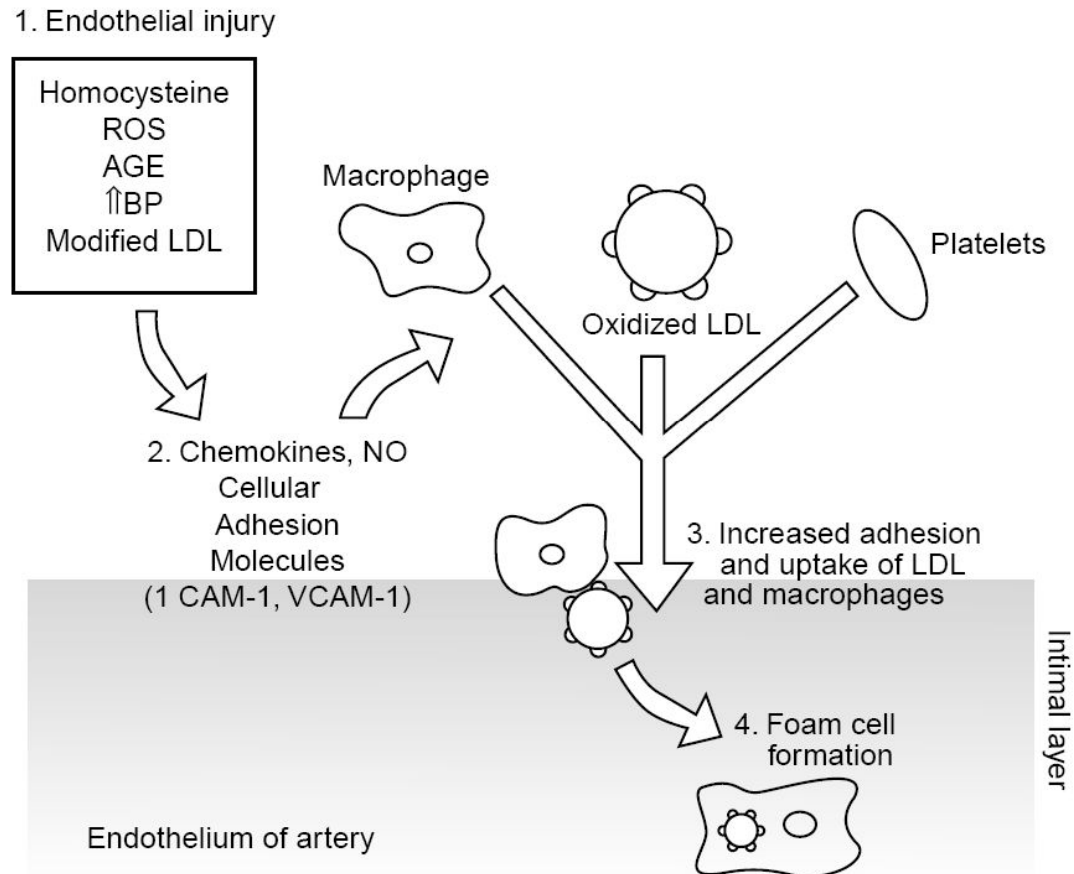 1. Endothelial injury
Homocysteine
ROS
AGE
⇑BP
Modified LDL
Macrophage
Oxidized LDL
Platelets
2. Chemokines, NO
Cellular
Adhesion
Molecules
(1 CAM-1, VCAM-1)
3. Increased adhesion
and uptake of LDL
and macrophages
4. Foam cell
formation
Intimal layer
Endothelium of artery